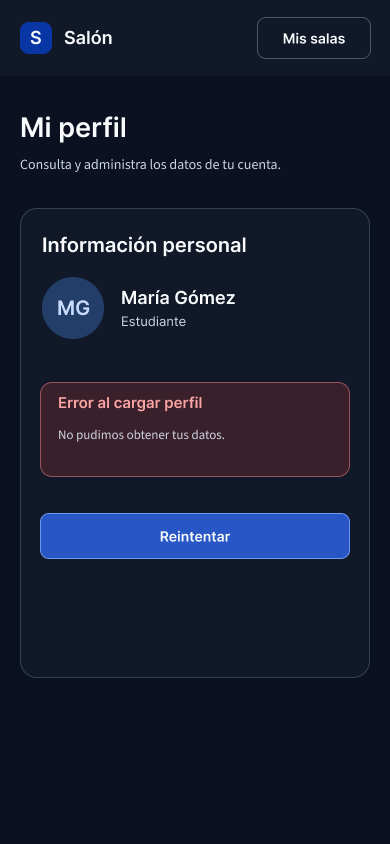 S Salón
Mis salas
Mi perfil
Consulta y administra los datos de tu cuenta.
Información personal
MG
María Gómez
Estudiante
Error al cargar perfil
No pudimos obtener tus datos.
Reintentar